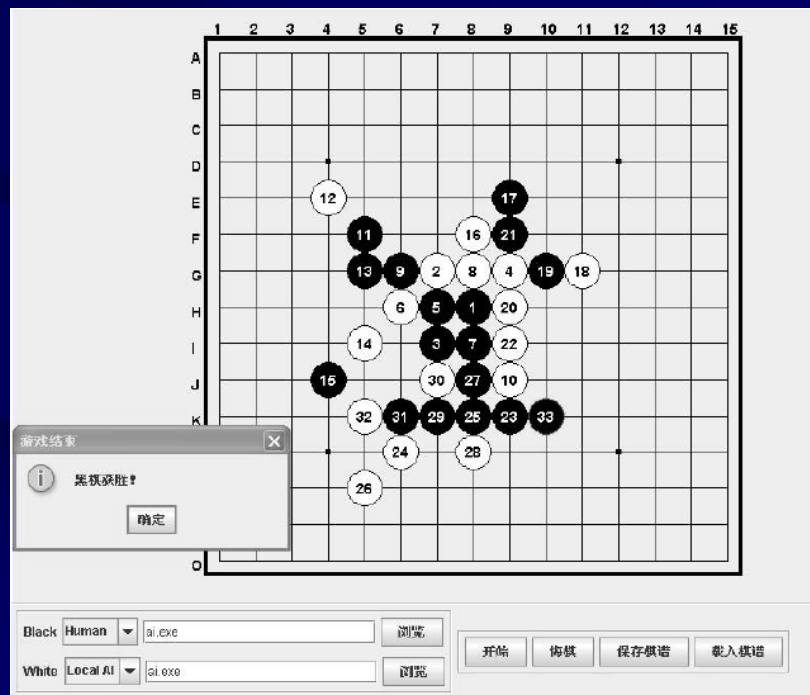 1 2 3 4 5 6 7 8 9 10 11 12 13 14 15
A
B
C
D
E 12 17
F 11 16 21
G 13 9 2 8 4 19 18
H 6 5 1 20
I 14 3 7 22
J 15 30 27 10
K 32 31 29 25 23 33
游戏结束
24 28
黑棋获胜!
26
确定
O
Black Human ai.exe 浏览
White Local AI ai.exe 浏览
开始 悔棋 保存棋谱 载入棋谱